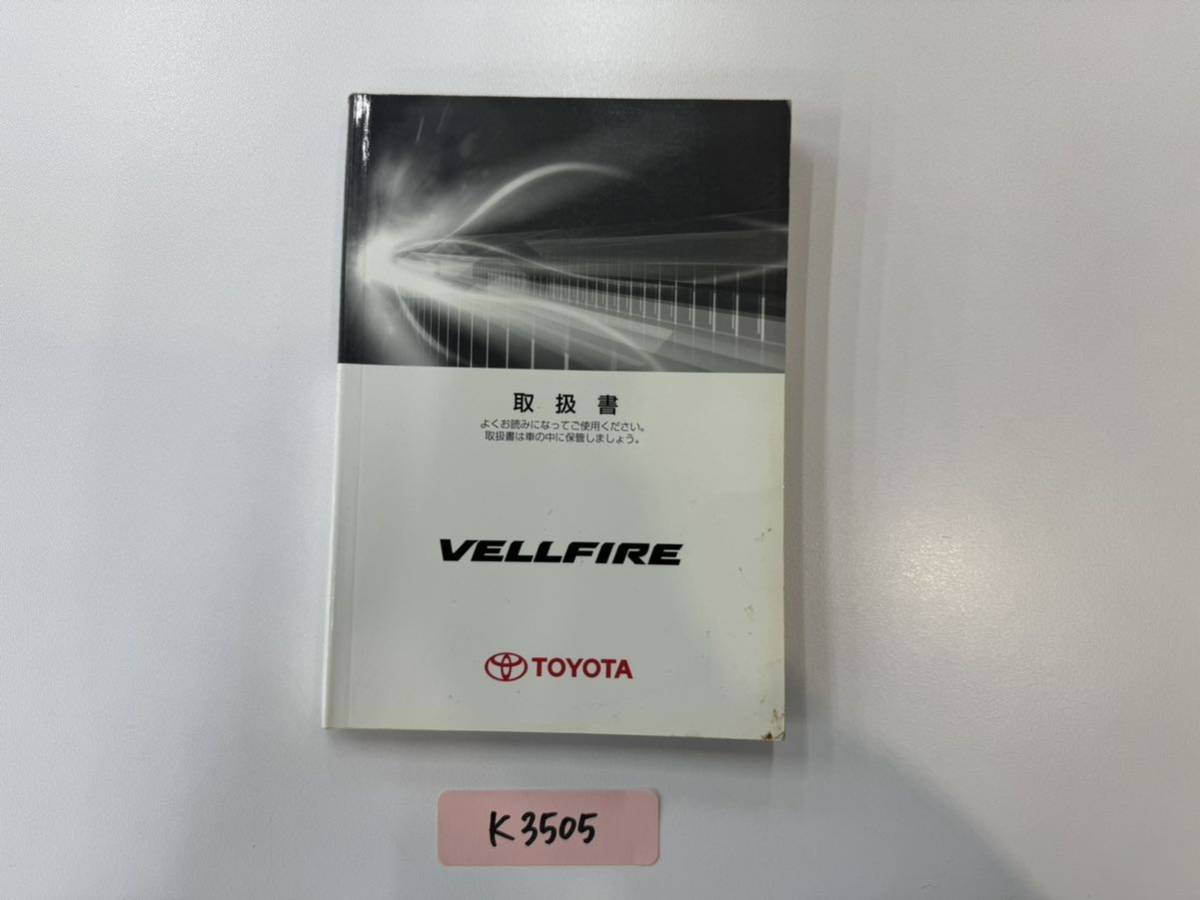 取扱書
よくお読みになってご使用ください。
取扱書は車の中に保管しましょう。
VELLFIRE
TOYOTA
K3505